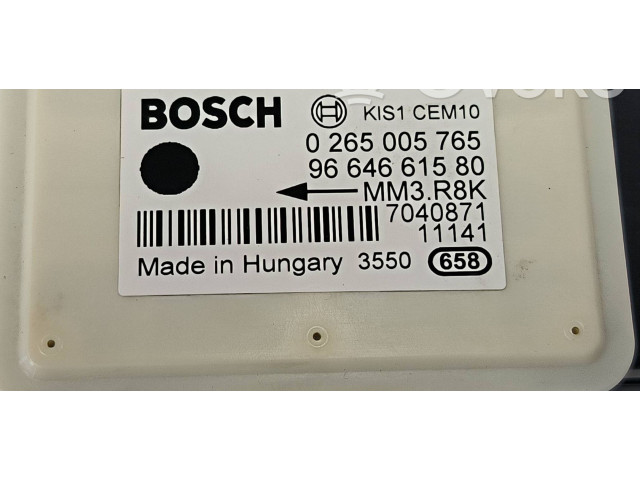 BOSCH KIS1 CEM10
0 265 005 765
96 646 615 80
MM3.R8K
7040871
11141
Made in Hungary 3550 658